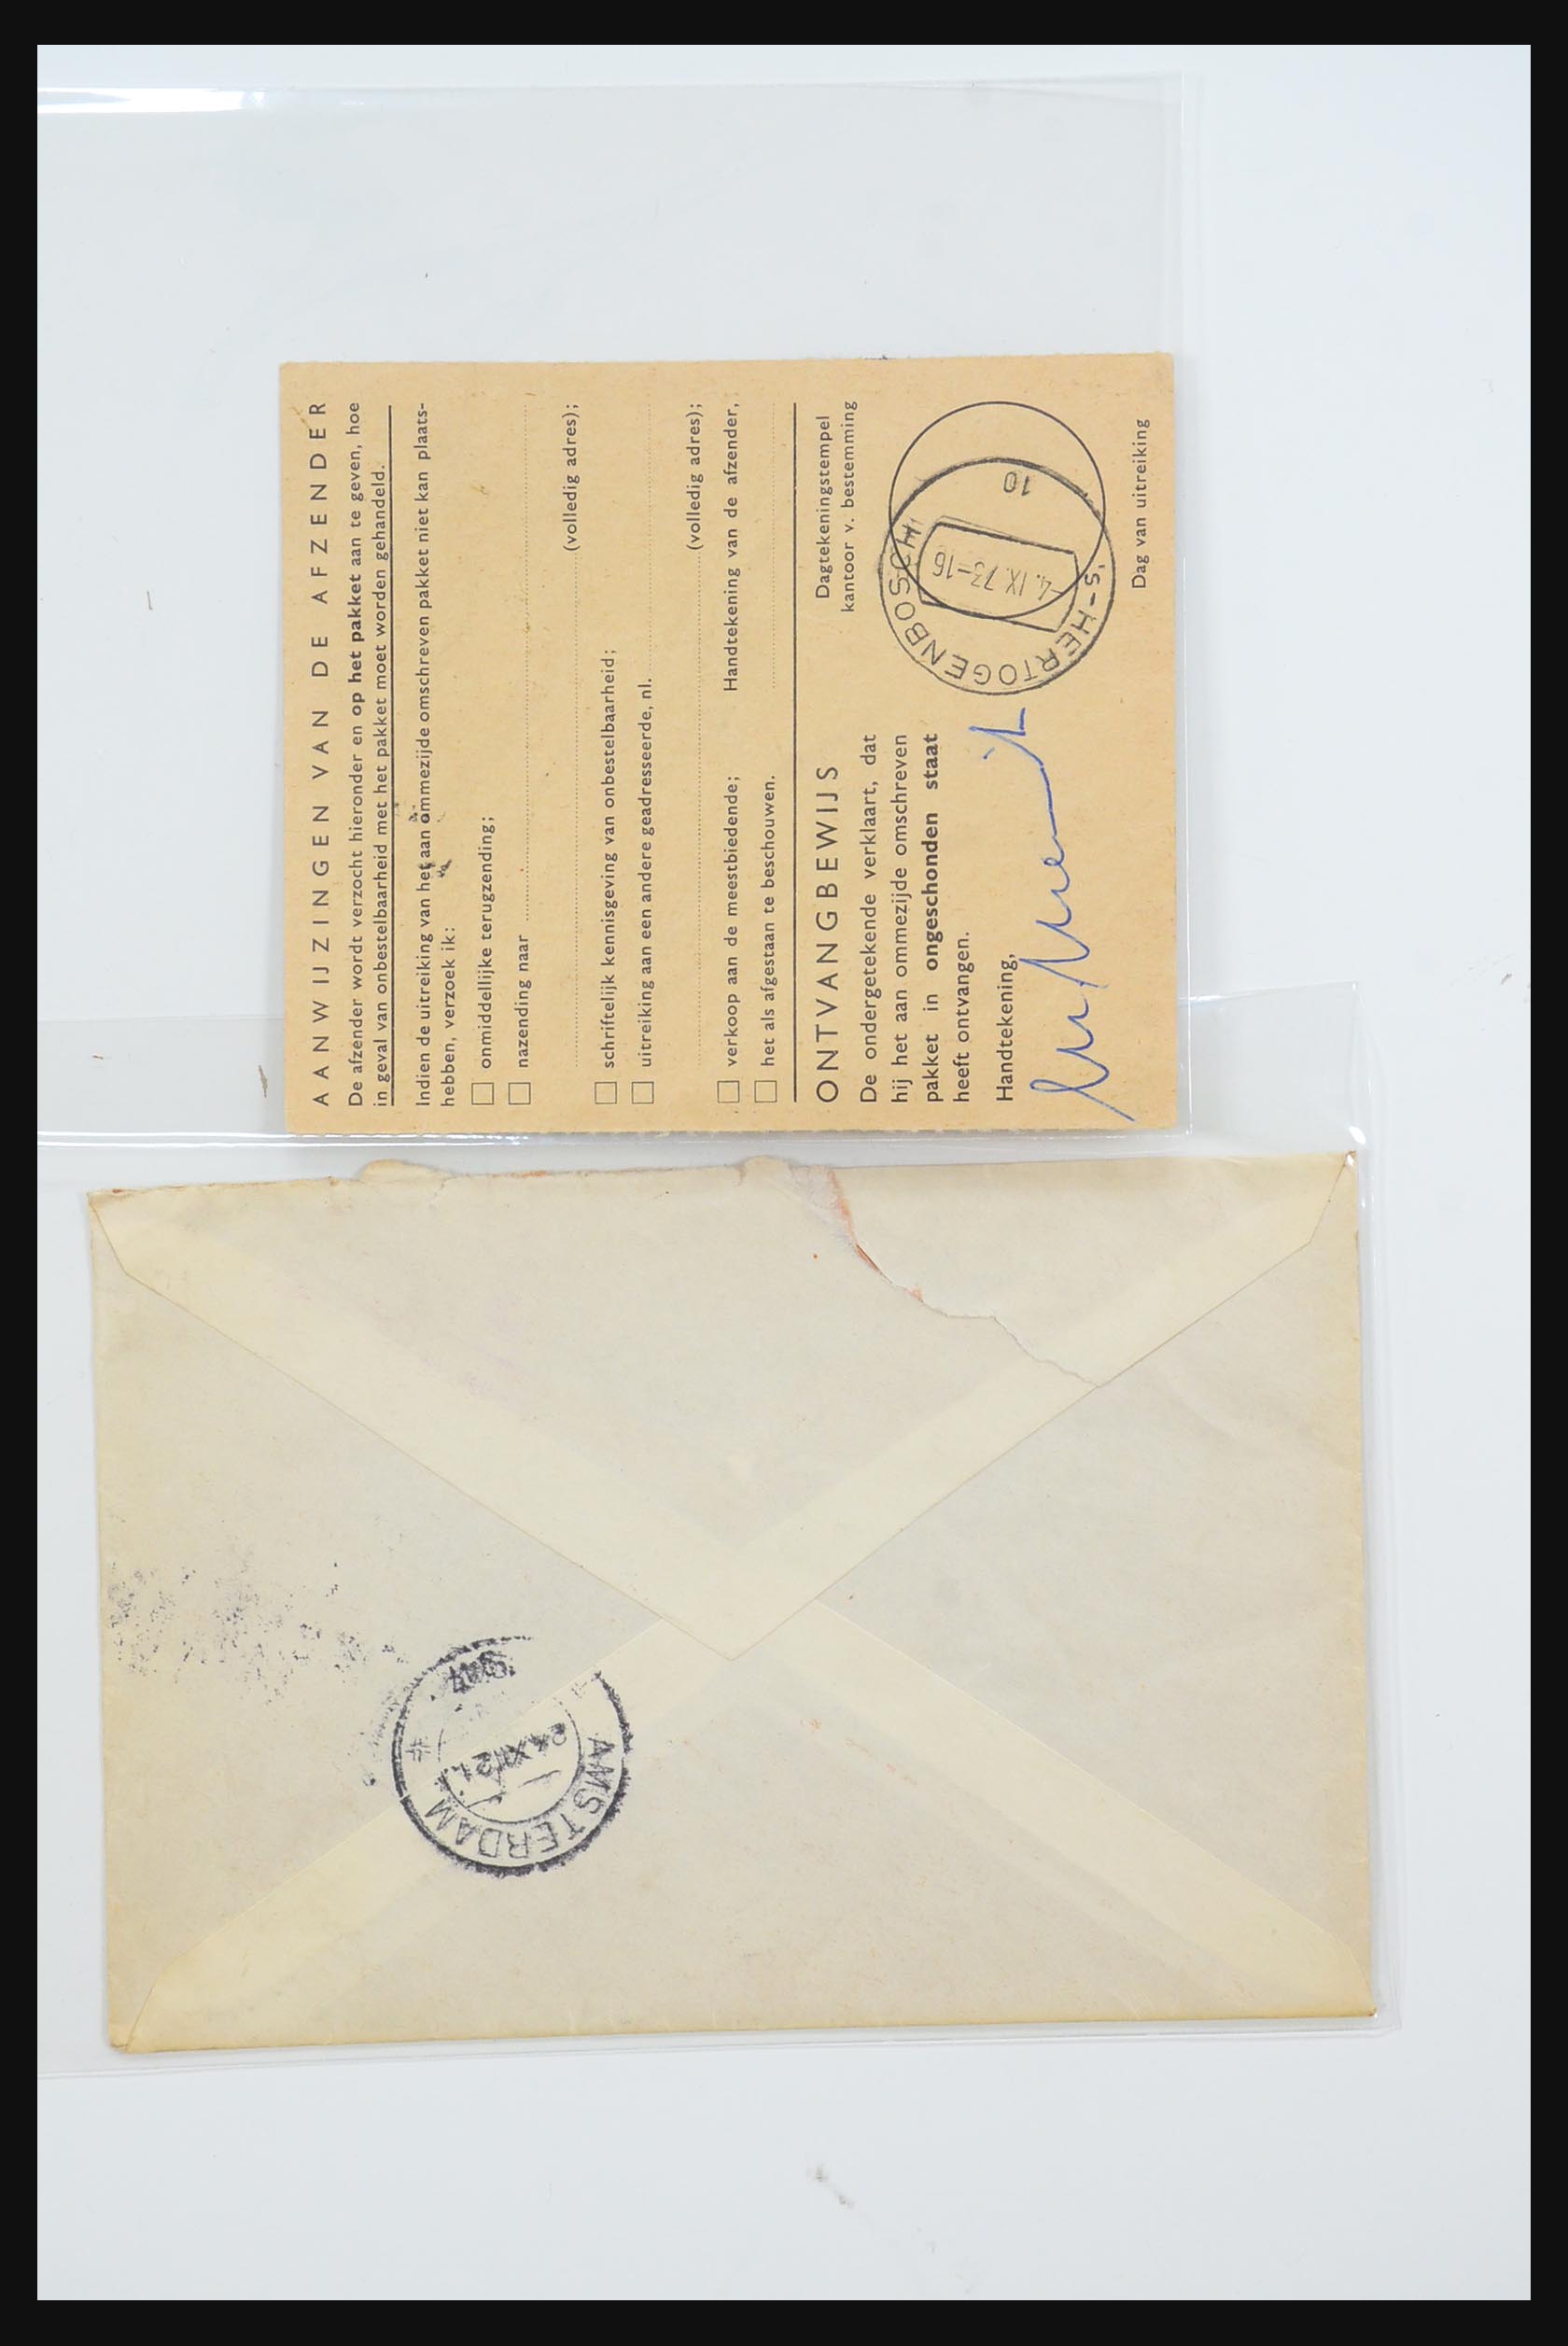 AANWIJZINGEN VAN DE AFZENDER
De afzender wordt verzocht hieronder en op het pakket aan te geven, hoe
in geval van onbestelbaarheid met het pakket moet worden gehandeld.
Indien de uitreiking van het aan ommezijde omschreven pakket niet kan plaats-
hebben, verzoek ik:
onmiddellijke terugzending;
nazending naar
(volledig adres);
schriftelijk kennisgeving van onbestelbaarheid;
uitreiking aan een andere geadresseerde, nl.
(volledig adres);
verkoop aan de meestbiedende;
Handtekening van de afzender,
het als afgestaan te beschouwen.
ONTVANGBEWIJS
De ondergetekende verklaart, dat
hij het aan ommezijde omschreven
pakket in ongeschonden staat
heeft ontvangen.
Handtekening,
Dagtekeningstempel
kantoor v. bestemming
'S-HERTOGENBOSCH
-4.IX.73-16
10
Dag van uitreiking
AMSTERDAM